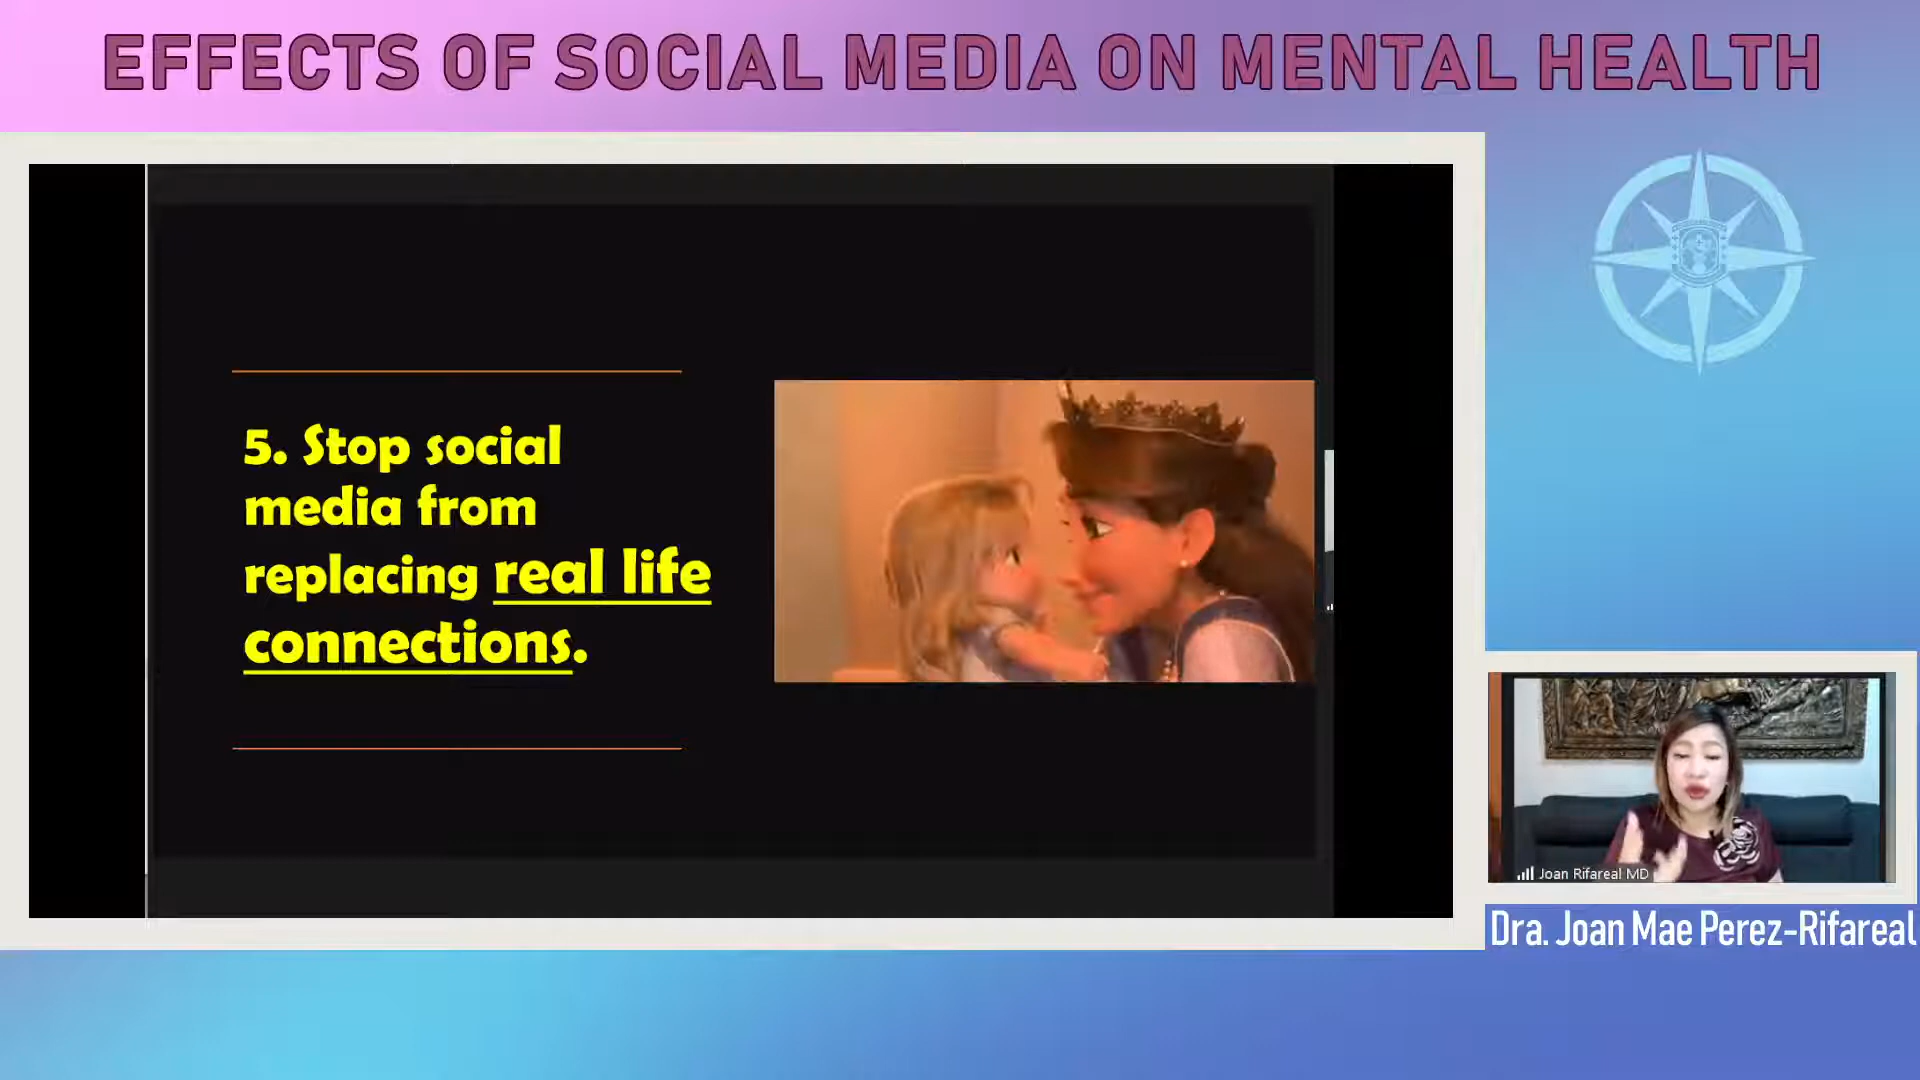 EFFECTS OF SOCIAL MEDIA ON MENTAL HEALTH
5. Stop social
media from
replacing real life
connections.
Joan Rifareal MD
Dra. Joan Mae Perez-Rifareal